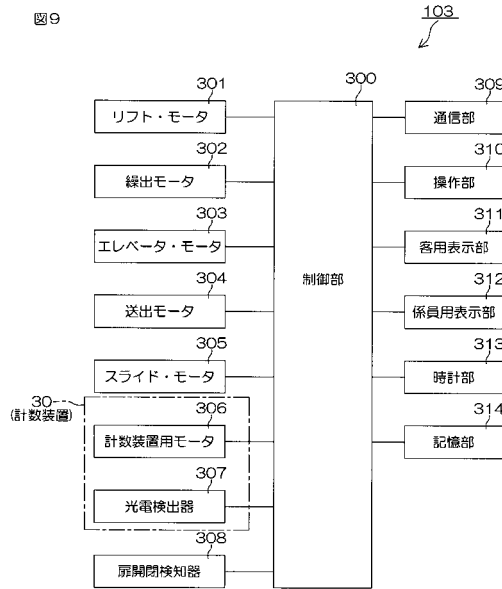 図9
103
300
制御部
301
リフト・モータ
302
繰出モータ
303
エレベータ・モータ
304
送出モータ
305
スライド・モータ
30
(計数装置)
306
計数装置用モータ
307
光電検出器
308
扉開閉検知器
309
通信部
310
操作部
311
客用表示部
312
係員用表示部
313
時計部
314
記憶部